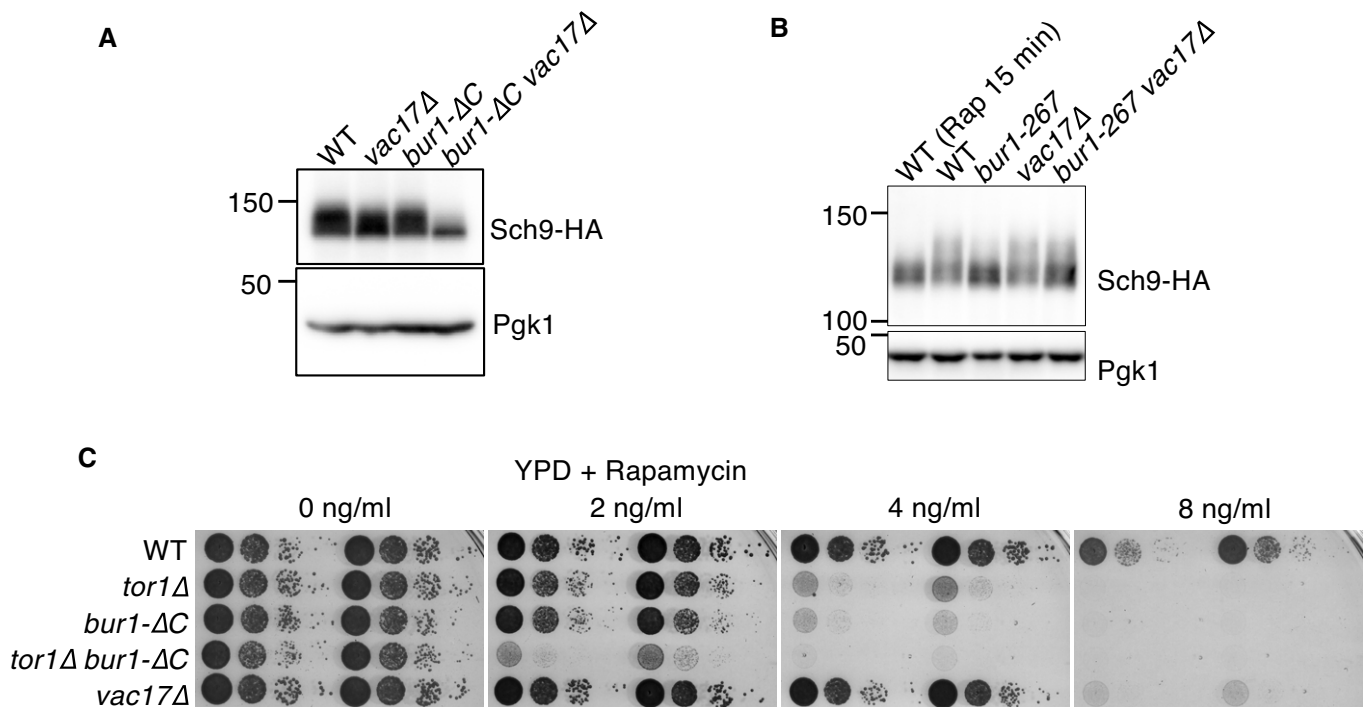 A
WT
vac17Δ
bur1-ΔC
bur1-ΔC vac17Δ
150
Sch9-HA
50
Pgk1
B
WT (Rap 15 min)
WT
bur1-267
vac17Δ
bur1-267 vac17Δ
150
Sch9-HA
100
50
Pgk1
C
YPD + Rapamycin
0 ng/ml 2 ng/ml 4 ng/ml 8 ng/ml
WT
tor1Δ
bur1-ΔC
tor1Δ bur1-ΔC
vac17Δ